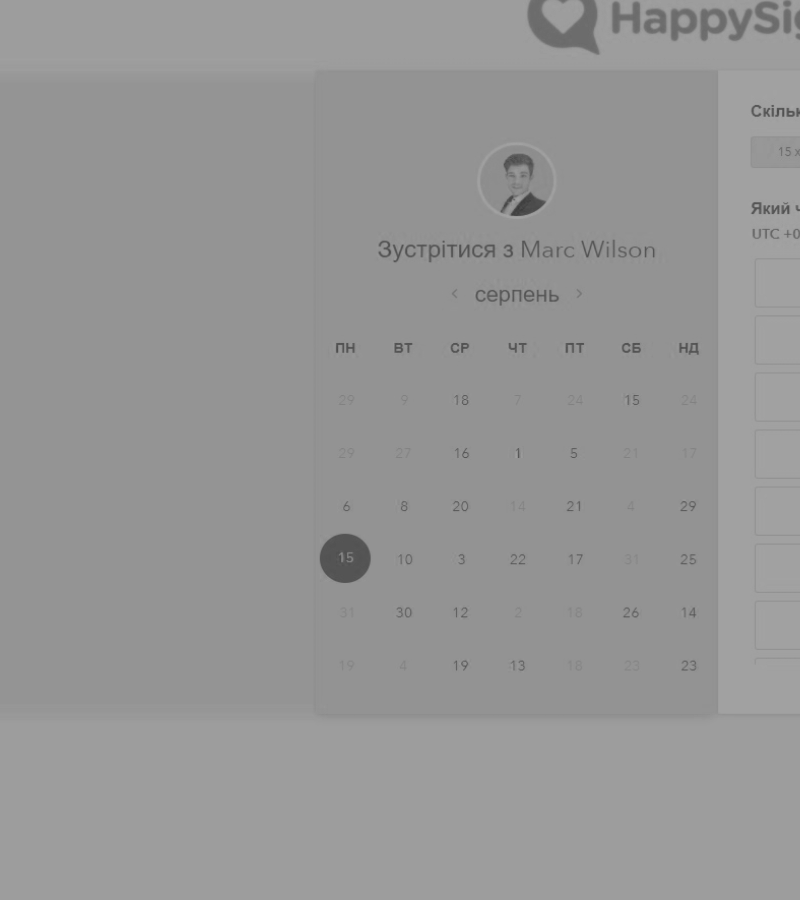 HappySig
Зустрітися з Marc Wilson
серпень
ПН ВТ СР ЧТ ПТ СБ НД
29 9 18 7 24 15 24
29 27 16 1 5 21 17
6 8 20 14 21 4 29
15 10 3 22 17 31 25
31 30 12 2 18 26 14
19 4 19 13 18 23 23
Скільк
15 х
Який ч
UTC +0